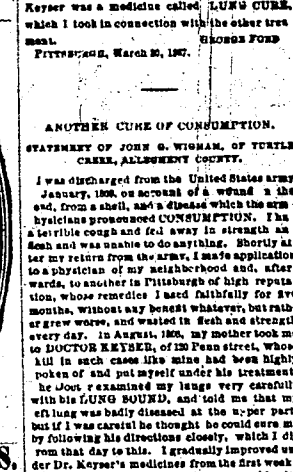 Keyser was a medicine called LUNG CURE,
which I took in connection with the other trea
ment. GEORGE FORD
PITTSBURGH, March 20, 1867.
ANOTHER CURE OF CONSUMPTION.
STATEMENT OF JOHN G. WIGHAM, OF TURTLE
CREEK, ALLEGHENY COUNTY.
I was discharged from the United States army
January, on account of a wound n the
ead, from a shell, and a disease which the arm
hysicians pronounced CONSUMPTION. I ha
a terrible cough and fell away in strength an
flesh and was unable to do anything. Shortly af
ter my return from the army, I made application
to a physician of my neighborhood and, after
wards, to another in Pittsburgh of high reputa
tion, whose remedies I used faithfully for five
months, without any benefit whatever, but rath
er grew worse, and wasted in flesh and strength
every day. In August, my mother took me
to DOCTOR KEYSER, of 120 Penn street, whose
kill in such cases like mine had been highly
poken of and put myself under his treatment
he Doct r examined my lungs very carefull
with his LUNG SOUND, and told me that m
eft lung was badly diseased at the upper part
but if I was careful he thought he could cure m
by following his directions closely, which I di
rom that day to this. I gradually improved un
der Dr. Keyser's medicines from the first week
S.